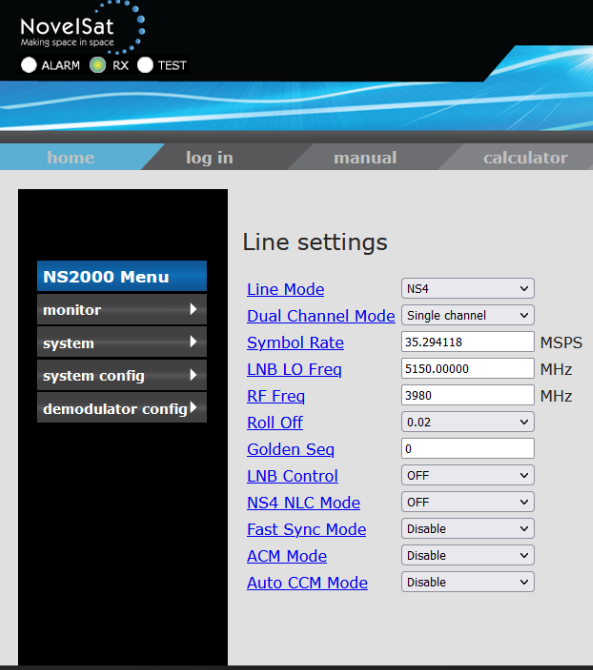 NovelSat
Making space in space
ALARM RX TEST
home log in manual calculator
NS2000 Menu
monitor
system
system config
demodulator config
Line settings
Line Mode NS4
Dual Channel Mode Single channel
Symbol Rate 35.294118 MSPS
LNB LO Freq 5150.00000 MHz
RF Freq 3980 MHz
Roll Off 0.02
Golden Seq 0
LNB Control OFF
NS4 NLC Mode OFF
Fast Sync Mode Disable
ACM Mode Disable
Auto CCM Mode Disable